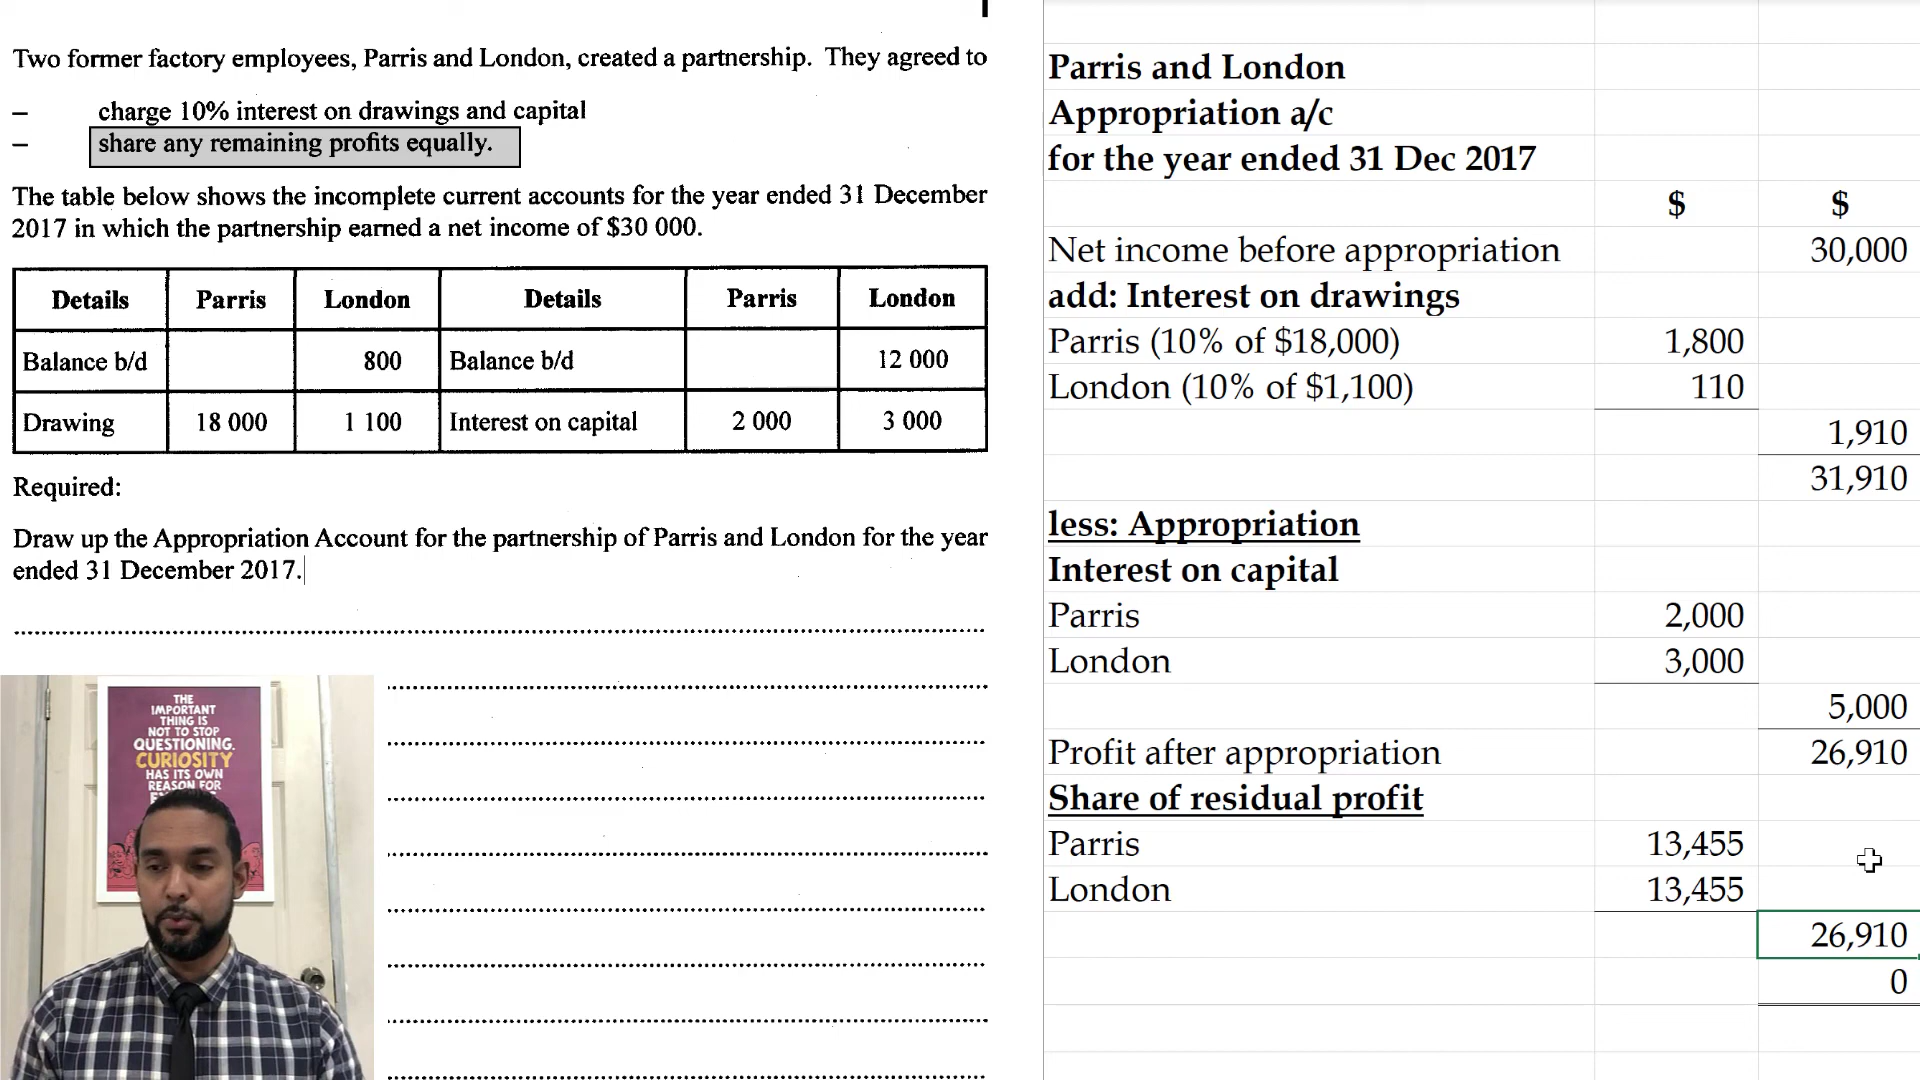 Two former factory employees, Parris and London, created a partnership. They agreed to
– charge 10% interest on drawings and capital
– share any remaining profits equally.
The table below shows the incomplete current accounts for the year ended 31 December
2017 in which the partnership earned a net income of $30 000.
Details Parris London Details Parris London
Balance b/d 800 Balance b/d 12 000
Drawing 18 000 1 100 Interest on capital 2 000 3 000
Required:
Draw up the Appropriation Account for the partnership of Parris and London for the year
ended 31 December 2017.
THE
IMPORTANT
THING IS
NOT TO STOP
QUESTIONING.
CURIOSITY
HAS ITS OWN
REASON FOR
Parris and London
Appropriation a/c
for the year ended 31 Dec 2017
$ $
Net income before appropriation 30,000
add: Interest on drawings
Parris (10% of $18,000) 1,800
London (10% of $1,100) 110
1,910
31,910
less: Appropriation
Interest on capital
Parris 2,000
London 3,000
5,000
Profit after appropriation 26,910
Share of residual profit
Parris 13,455
London 13,455
26,910
0